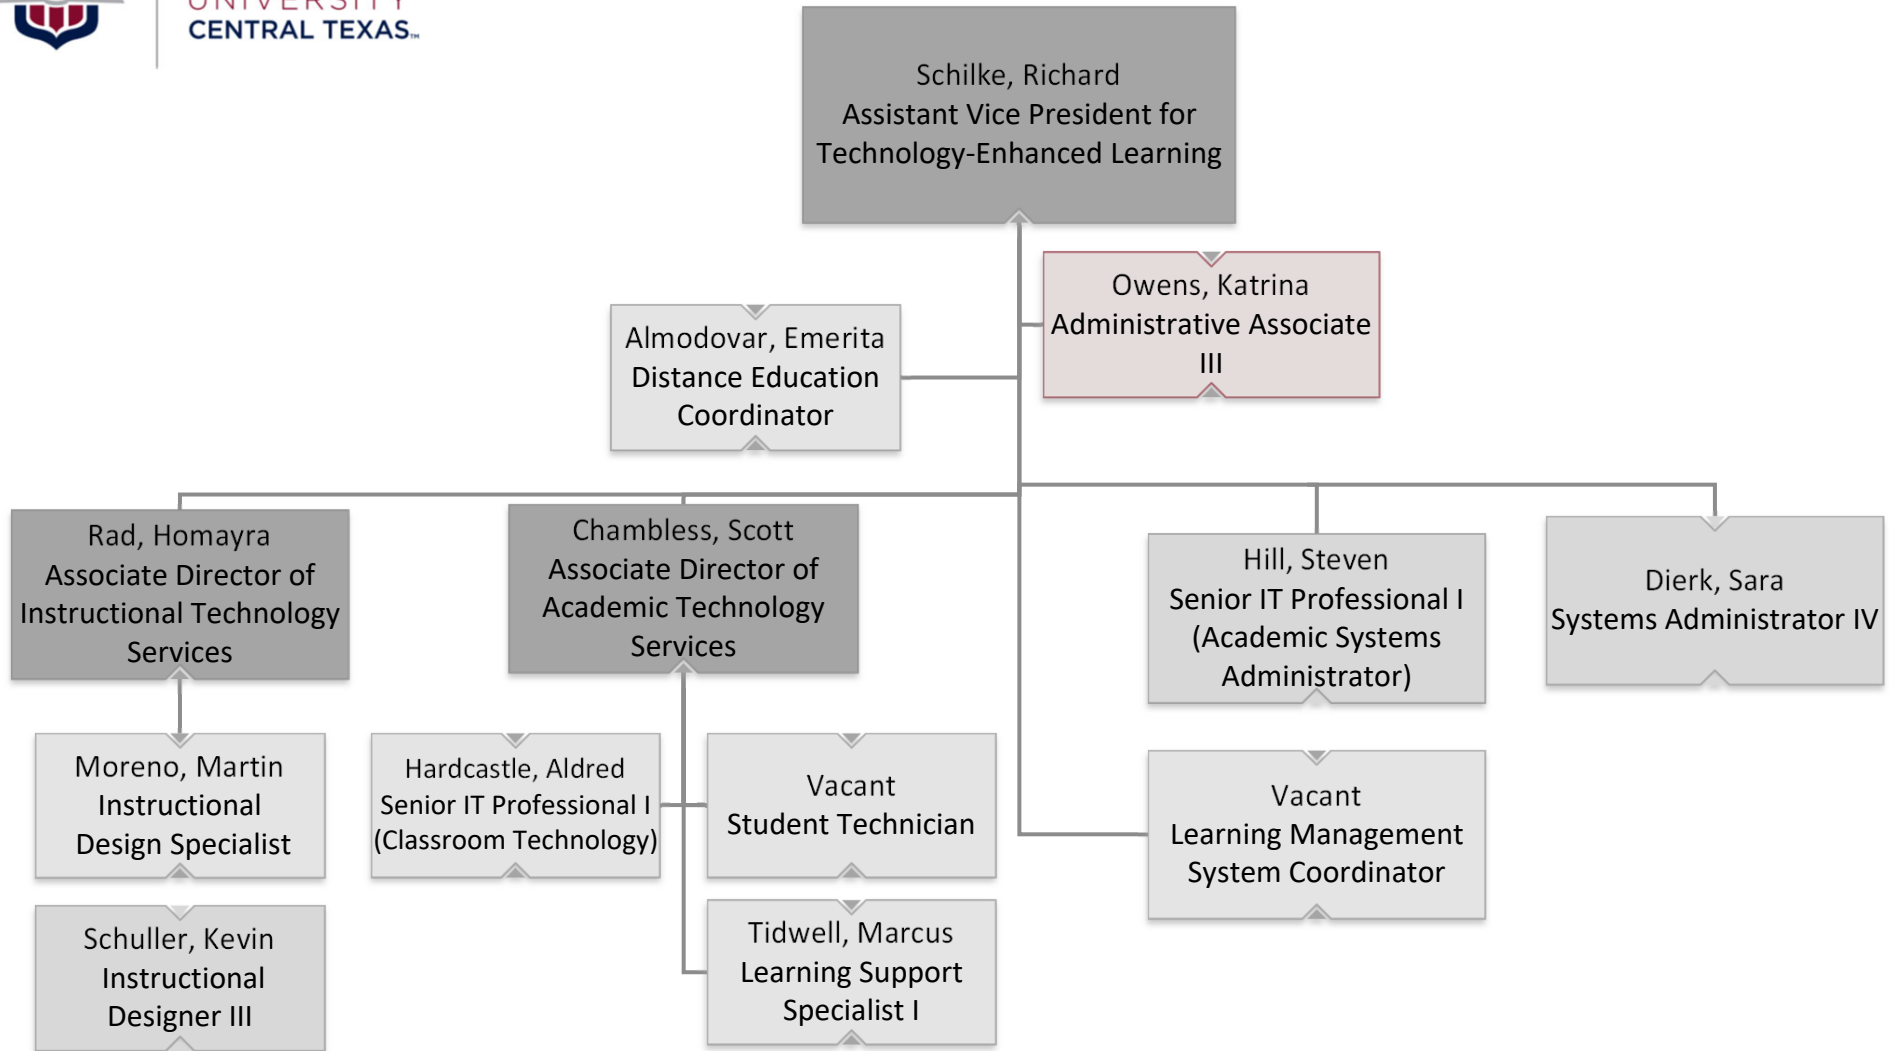 UNIVERSITY
CENTRAL TEXAS™
Schilke, Richard
Assistant Vice President for
Technology-Enhanced Learning
Owens, Katrina
Administrative Associate
III
Almodovar, Emerita
Distance Education
Coordinator
Rad, Homayra
Associate Director of
Instructional Technology
Services
Chambless, Scott
Associate Director of
Academic Technology
Services
Hill, Steven
Senior IT Professional I
(Academic Systems
Administrator)
Dierk, Sara
Systems Administrator IV
Moreno, Martin
Instructional
Design Specialist
Hardcastle, Aldred
Senior IT Professional I
(Classroom Technology)
Vacant
Student Technician
Vacant
Learning Management
System Coordinator
Schuller, Kevin
Instructional
Designer III
Tidwell, Marcus
Learning Support
Specialist I